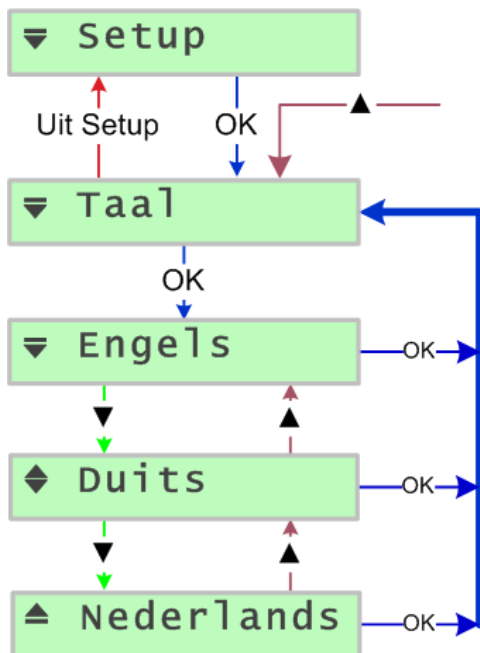 Setup
Uit Setup OK
Taal
OK
Engels
OK
Duits
OK
Nederlands
OK